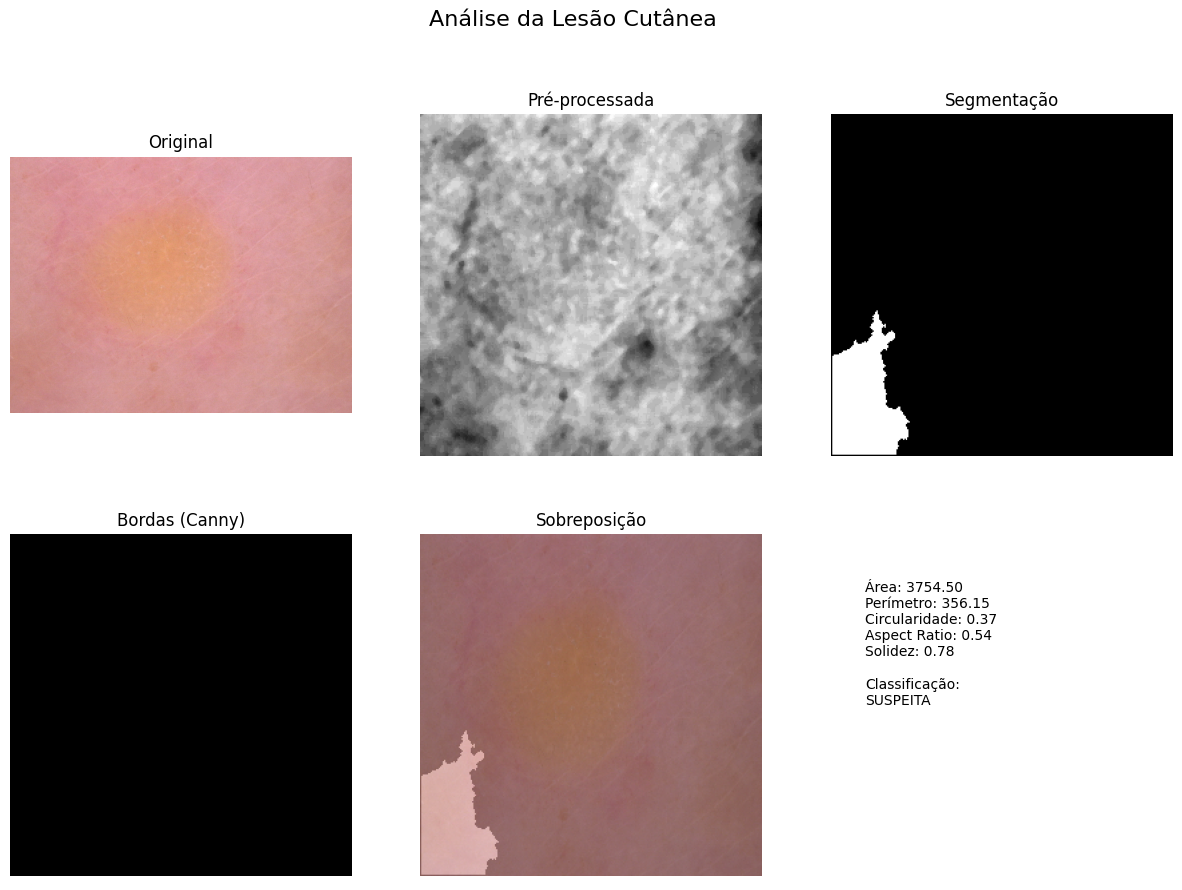 Análise da Lesão Cutânea
Original
Pré-processada
Segmentação
Bordas (Canny)
Sobreposição
Área: 3754.50
Perímetro: 356.15
Circularidade: 0.37
Aspect Ratio: 0.54
Solidez: 0.78
Classificação:
SUSPEITA